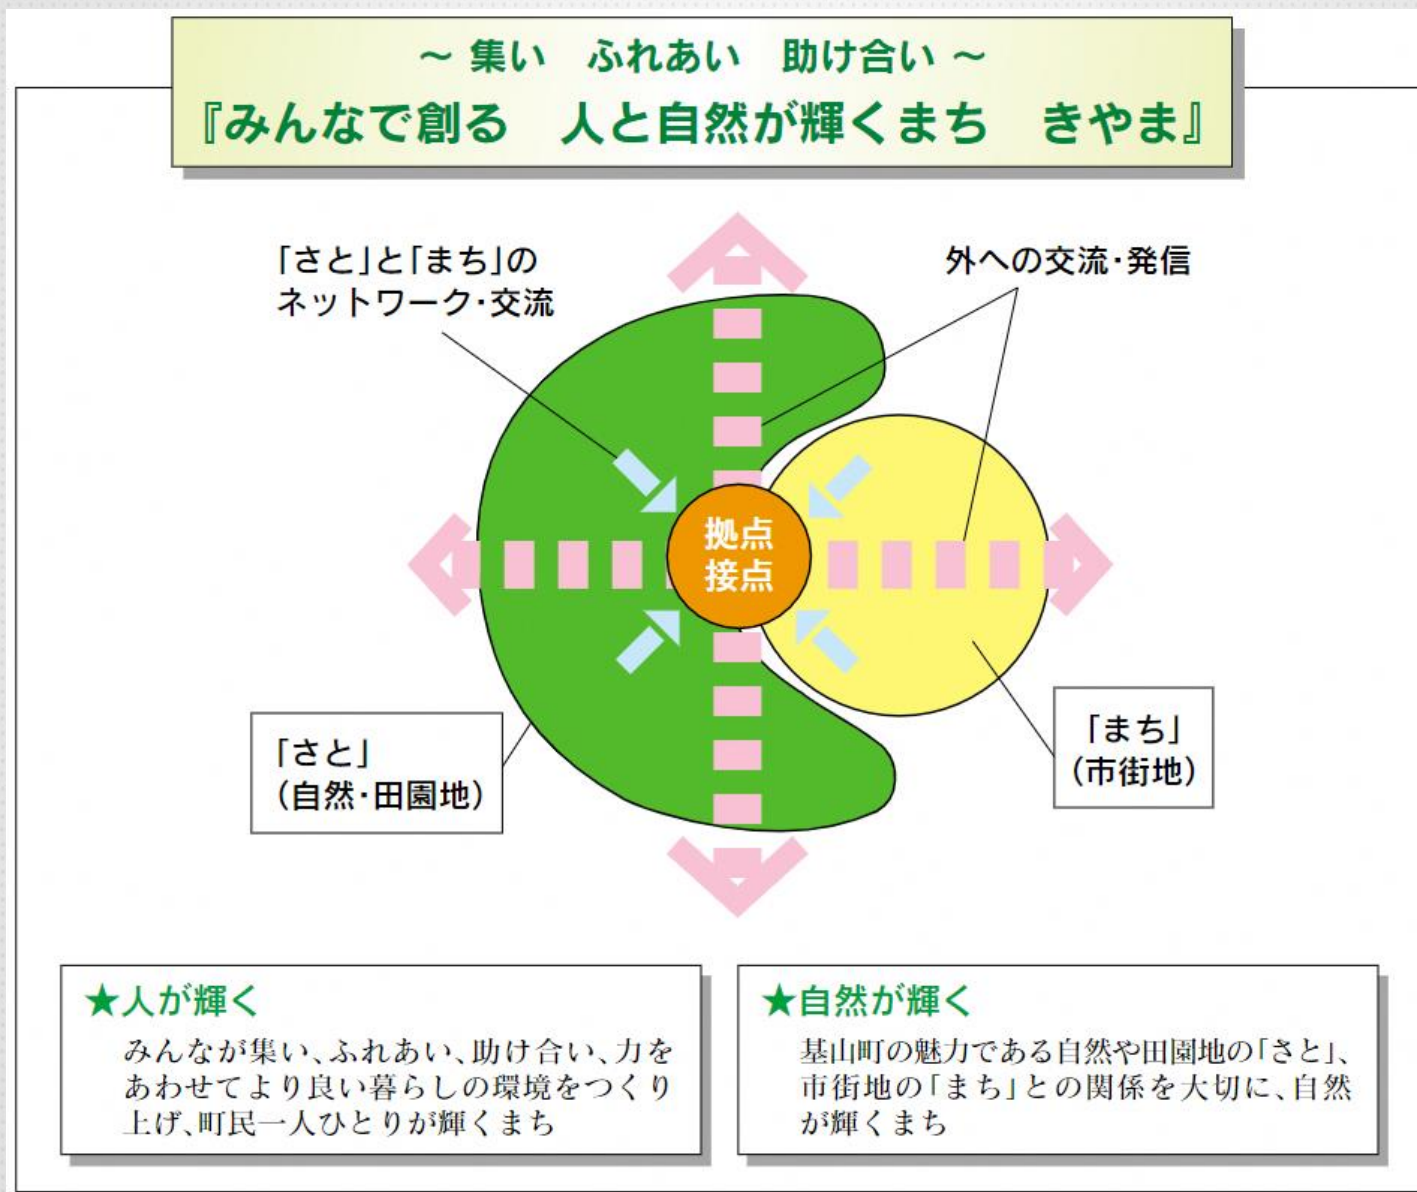 ～ 集い　ふれあい　助け合い ～
『みんなで創る　人と自然が輝くまち　きやま』
「さと」と「まち」の
ネットワーク・交流
外への交流・発信
拠点
接点
「さと」
（自然・田園地）
「まち」
（市街地）
★人が輝く
みんなが集い、ふれあい、助け合い、力を
あわせてより良い暮らしの環境をつくり
上げ、町民一人ひとりが輝くまち
★自然が輝く
基山町の魅力である自然や田園地の「さと」、
市街地の「まち」との関係を大切に、自然
が輝くまち